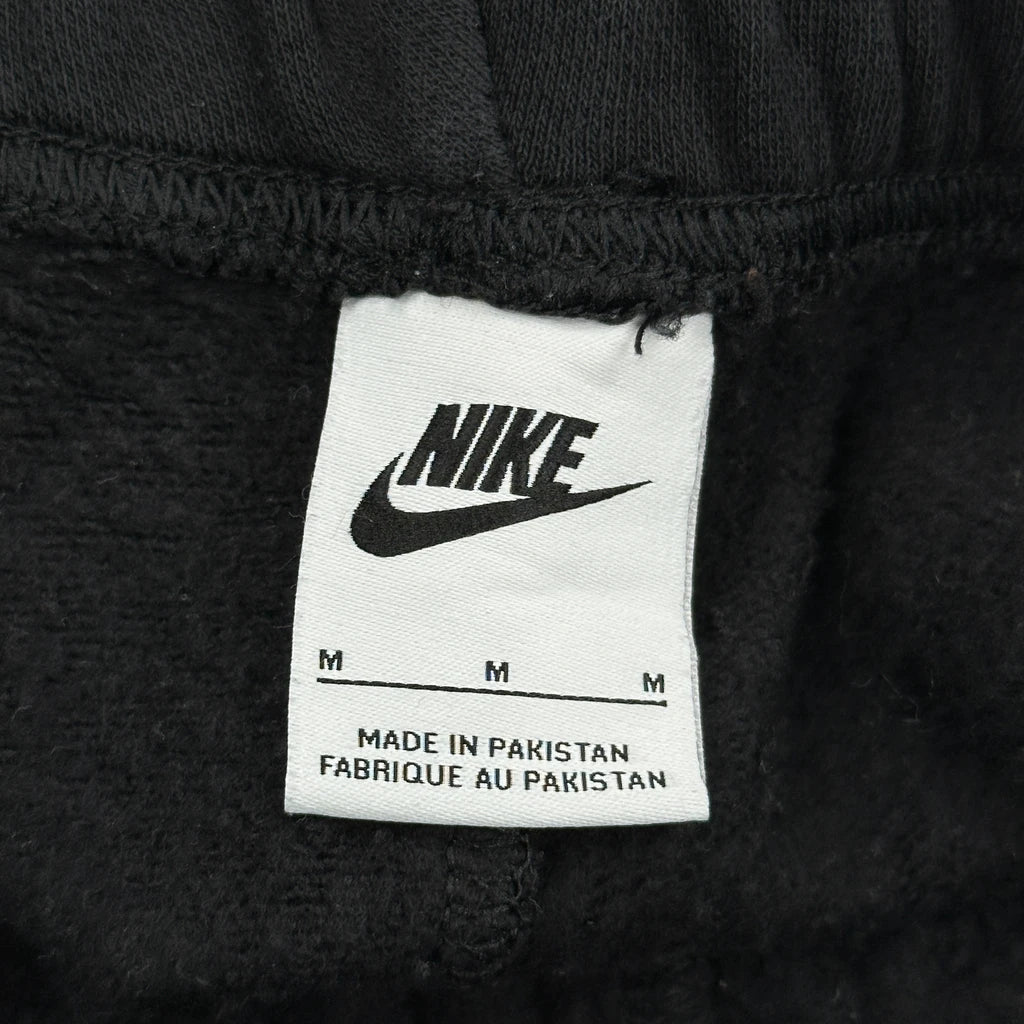 NIKE
M M M
MADE IN PAKISTAN
FABRIQUE AU PAKISTAN